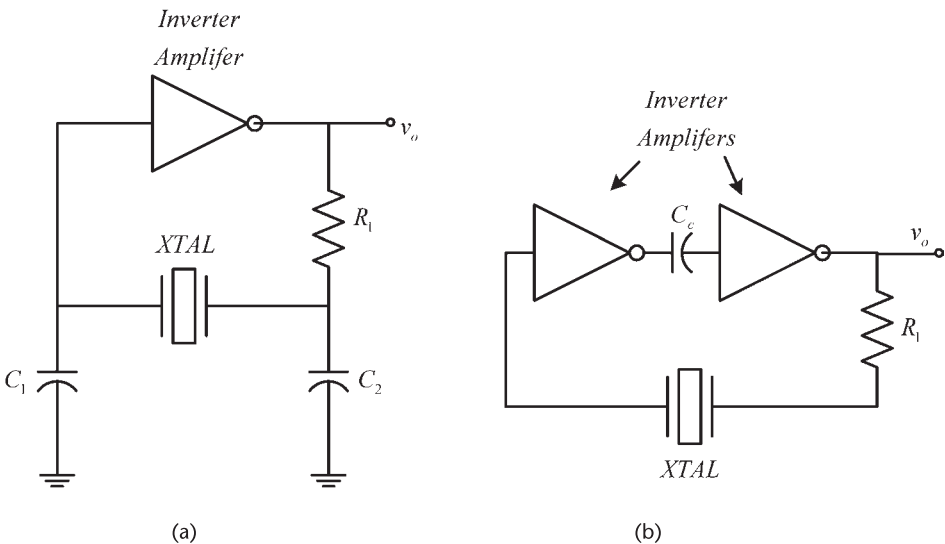 Inverter
Amplifer
v_o
R_1
XTAL
C_1
C_2
(a)
Inverter
Amplifers
C_c
v_o
R_1
XTAL
(b)